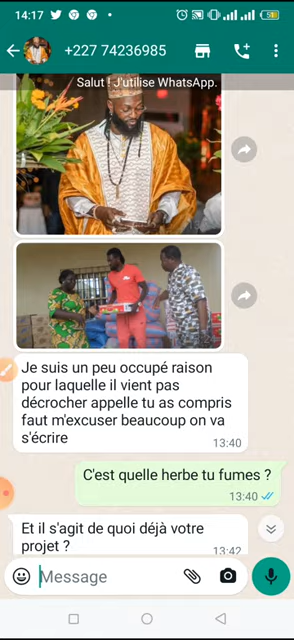 14:17
+227 74236985
Salut ! J'utilise WhatsApp.
Je suis un peu occupé raison
pour laquelle il vient pas
décrocher appelle tu as compris
faut m'excuser beaucoup on va
s'écrire
13:40
C'est quelle herbe tu fumes ?
13:40
Et il s'agit de quoi déjà votre
projet ?
13:42
Message